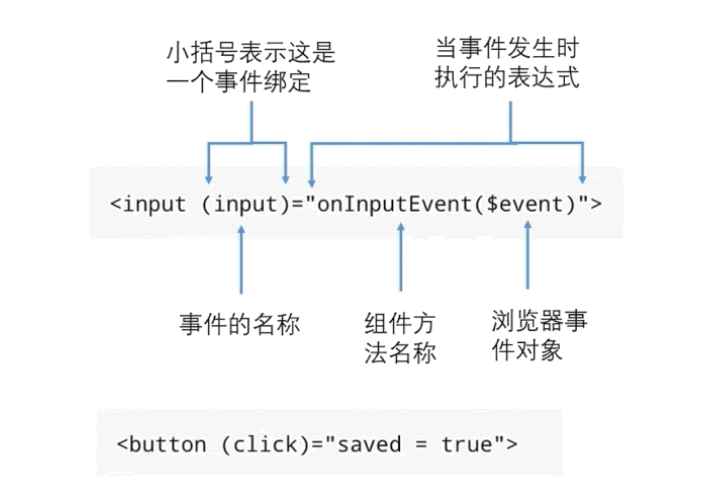 小括号表示这是
一个事件绑定
当事件发生时
执行的表达式
<input (input)="onInputEvent($event)">
事件的名称
组件方
法名称
浏览器事
件对象
<button (click)="saved = true">